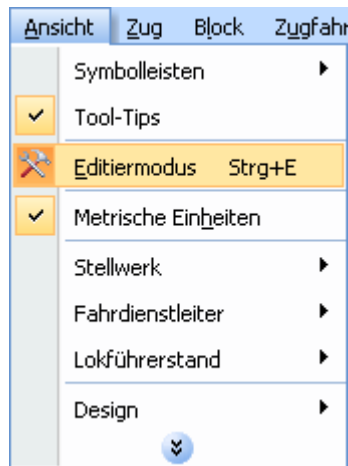 Ansicht Zug Block Zugfahr
Symbolleisten
Tool-Tips
Editiermodus Strg+E
Metrische Einheiten
Stellwerk
Fahrdienstleiter
Lokführerstand
Design